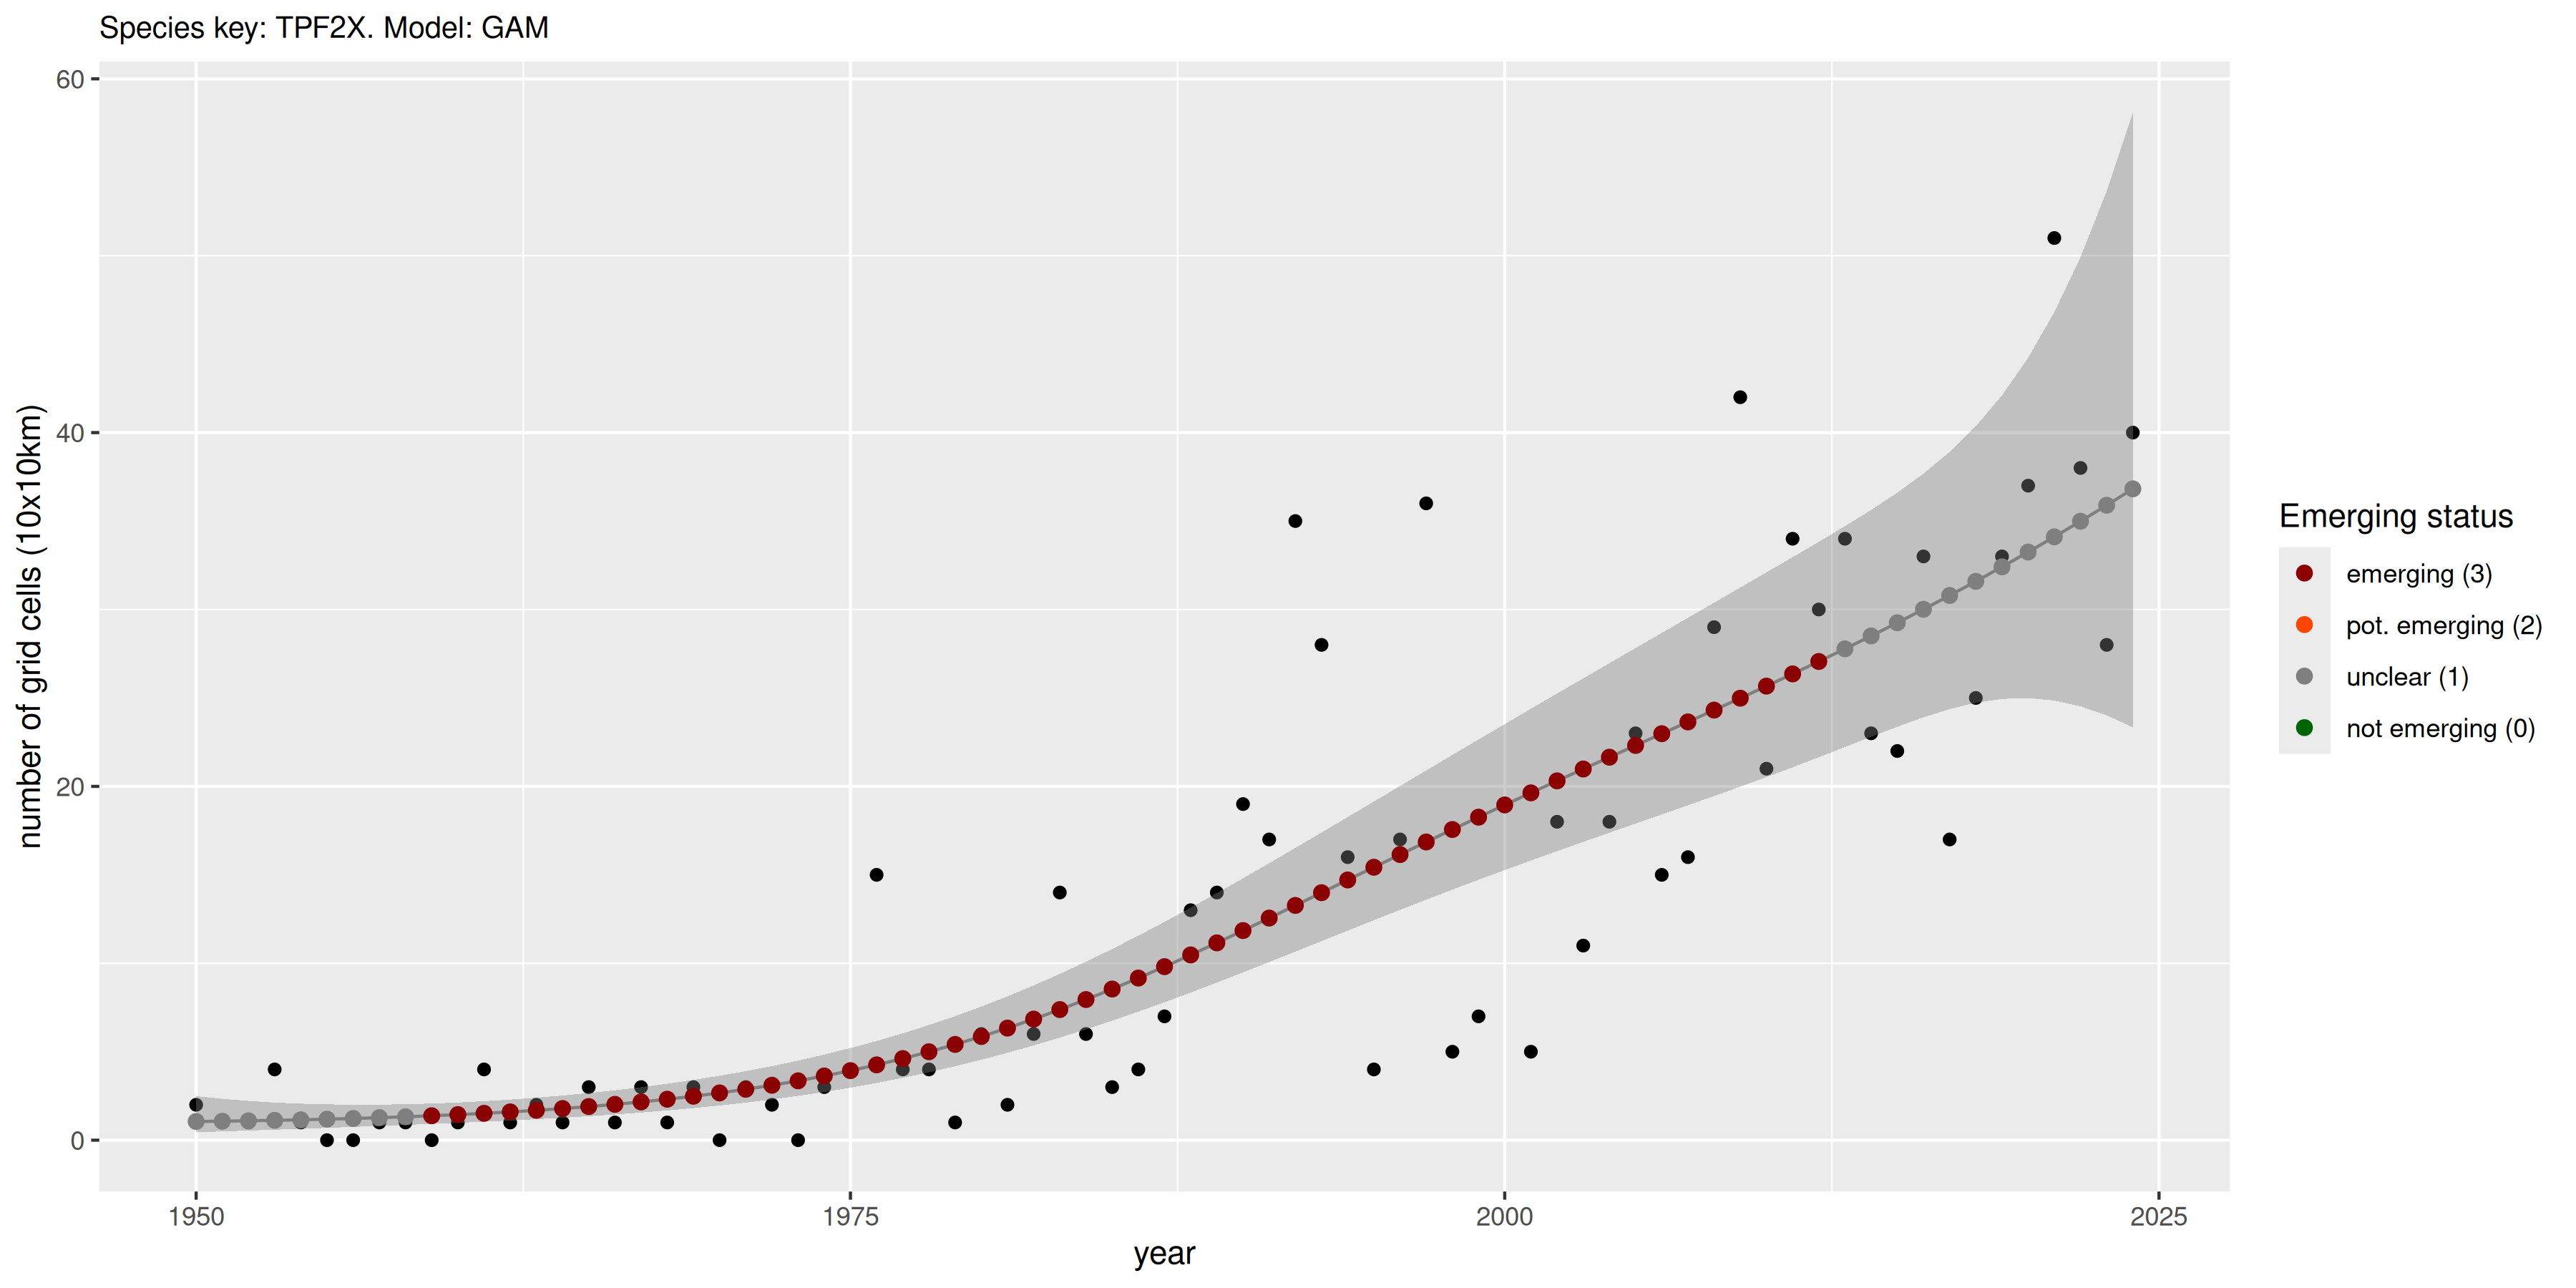 Species key: TPF2X. Model: GAM
60
40
20
0
number of grid cells (10x10km)
1950
1975
2000
2025
year
Emerging status
emerging (3)
pot. emerging (2)
unclear (1)
not emerging (0)